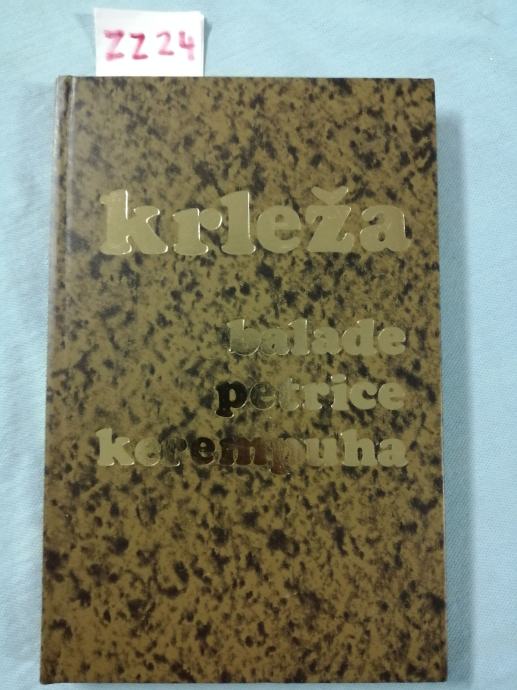 ZZ24
krleža
balade
petrice
kerempuha